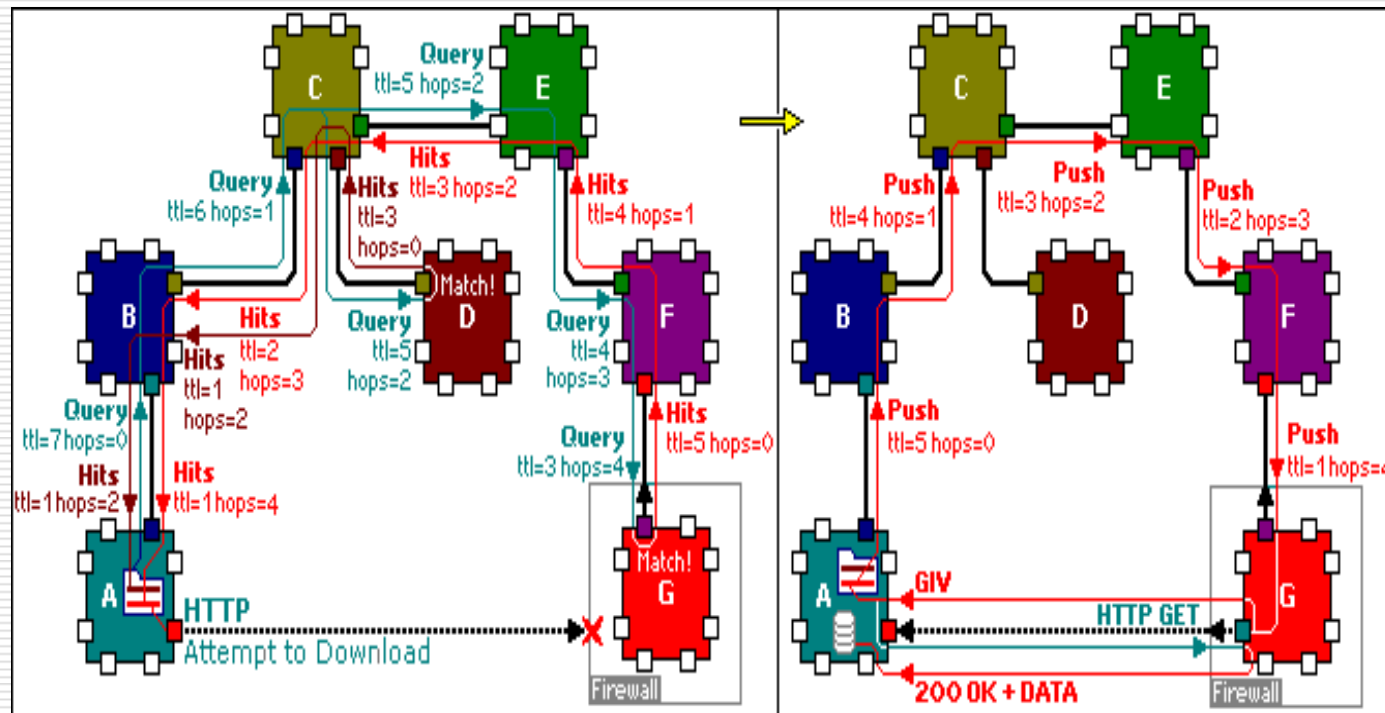 C
E
Query
ttl=5 hops=2
Hits
ttl=3 hops=2
Query
ttl=6 hops=1
Hits
ttl=3
hops=0
Hits
ttl=4 hops=1
B
Match!
D
F
Hits
ttl=2
hops=3
Query
ttl=5
hops=2
Query
ttl=4
hops=3
Hits
ttl=1
hops=2
Query
ttl=7 hops=0
Hits
ttl=1 hops=2
Hits
ttl=1 hops=4
Query
ttl=3 hops=4
Hits
ttl=5 hops=0
A
HTTP
Attempt to Download
Match!
G
Firewall
C
E
Push
ttl=4 hops=1
Push
ttl=3 hops=2
Push
ttl=2 hops=3
B
D
F
Push
ttl=5 hops=0
Push
ttl=1 hops=4
A
GIV
G
HTTP GET
200 OK + DATA
Firewall